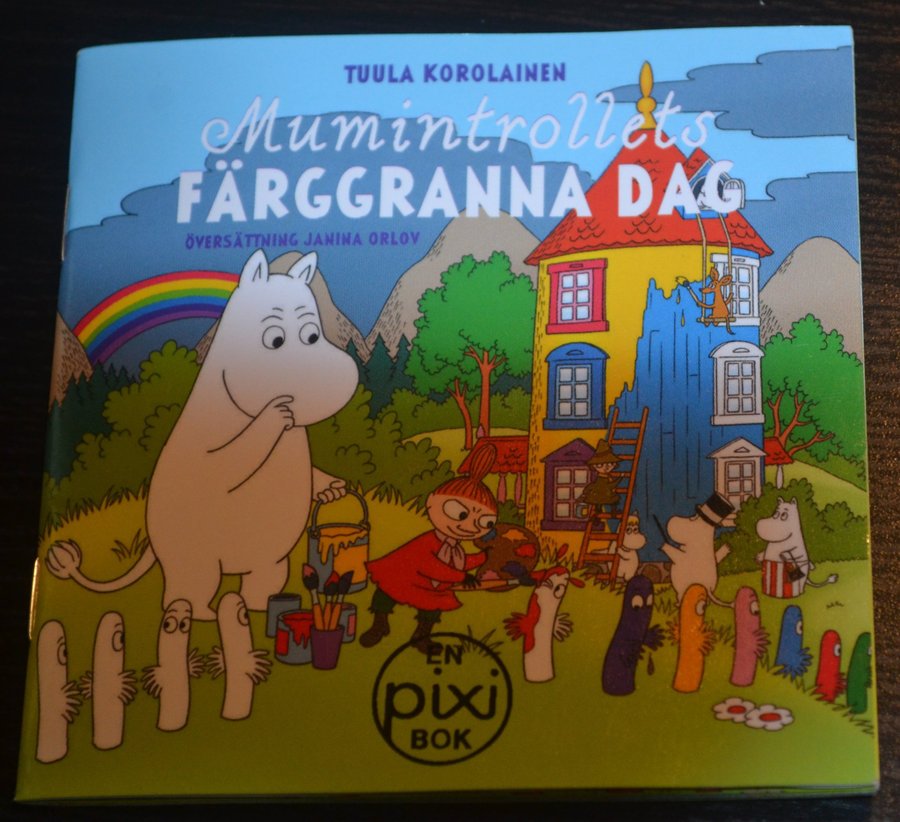 TUULA KOROLAINEN
Mumintrollets
FÄRGGRANNA DAG
ÖVERSÄTTNING JANINA ORLOV
EN
pixi
BOK